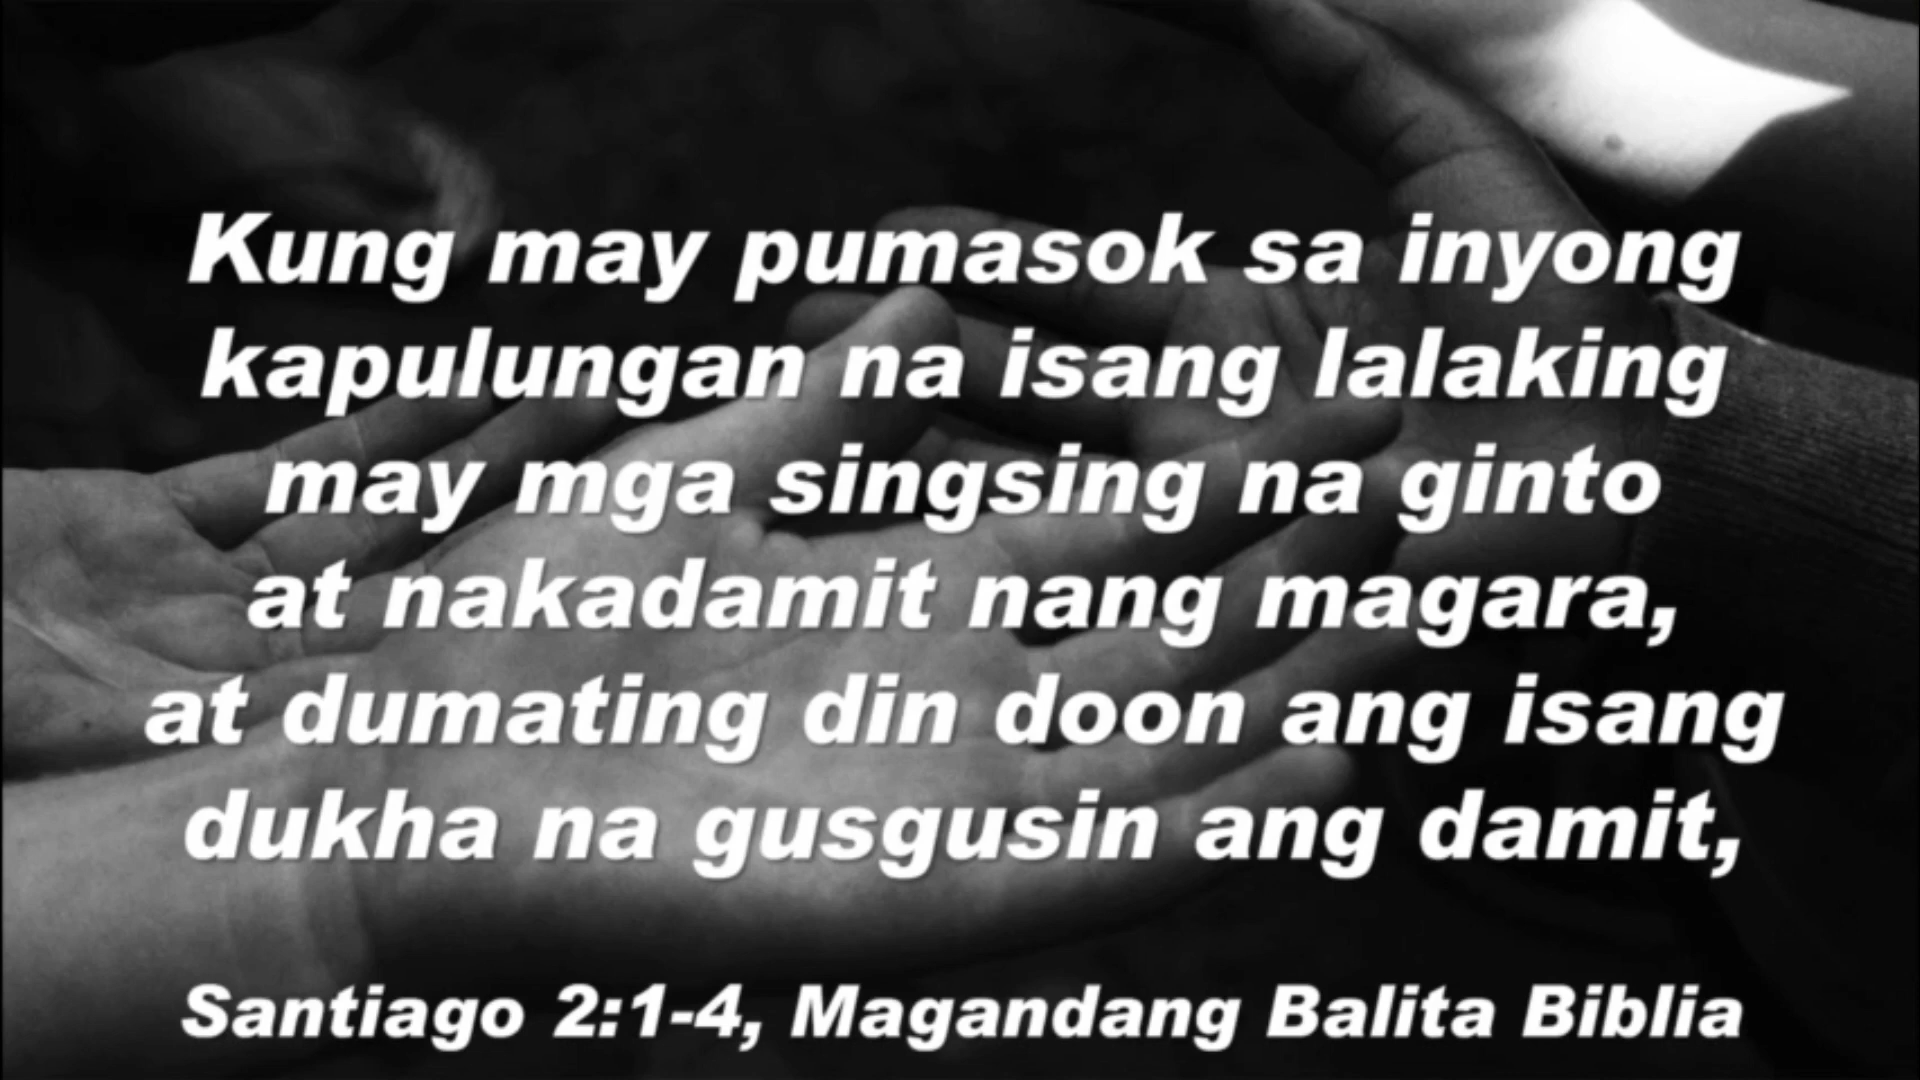 Kung may pumasok sa inyong
kapulungan na isang lalaking
may mga singsing na ginto
at nakadamit nang magara,
at dumating din doon ang isang
dukha na gusgusin ang damit,
Santiago 2:1-4, Magandang Balita Biblia